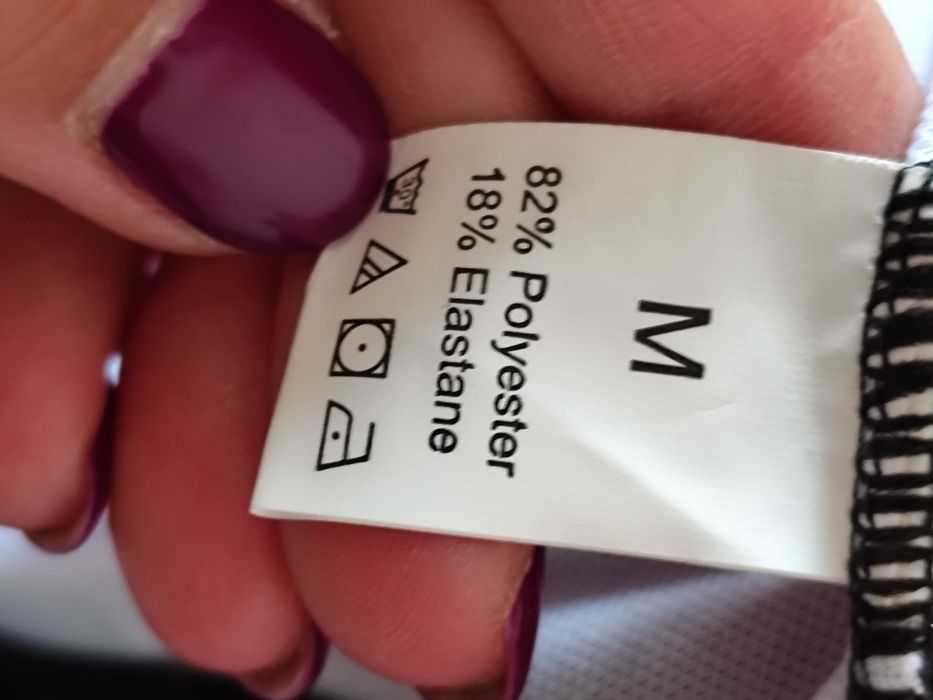 M
82% Polyester
18% Elastane
30°